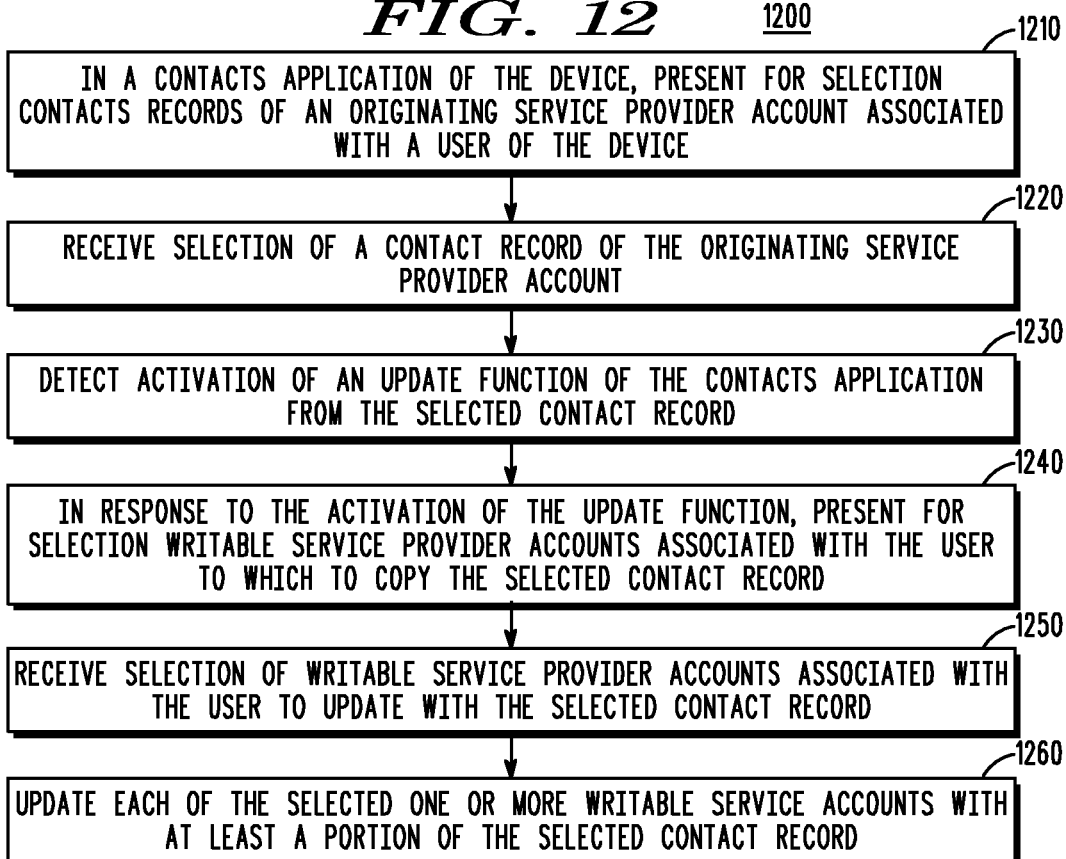 FIG. 12
1200
1210
IN A CONTACTS APPLICATION OF THE DEVICE, PRESENT FOR SELECTION
CONTACTS RECORDS OF AN ORIGINATING SERVICE PROVIDER ACCOUNT ASSOCIATED
WITH A USER OF THE DEVICE
1220
RECEIVE SELECTION OF A CONTACT RECORD OF THE ORIGINATING SERVICE
PROVIDER ACCOUNT
1230
DETECT ACTIVATION OF AN UPDATE FUNCTION OF THE CONTACTS APPLICATION
FROM THE SELECTED CONTACT RECORD
1240
IN RESPONSE TO THE ACTIVATION OF THE UPDATE FUNCTION, PRESENT FOR
SELECTION WRITABLE SERVICE PROVIDER ACCOUNTS ASSOCIATED WITH THE USER
TO WHICH TO COPY THE SELECTED CONTACT RECORD
1250
RECEIVE SELECTION OF WRITABLE SERVICE PROVIDER ACCOUNTS ASSOCIATED WITH
THE USER TO UPDATE WITH THE SELECTED CONTACT RECORD
1260
UPDATE EACH OF THE SELECTED ONE OR MORE WRITABLE SERVICE ACCOUNTS WITH
AT LEAST A PORTION OF THE SELECTED CONTACT RECORD